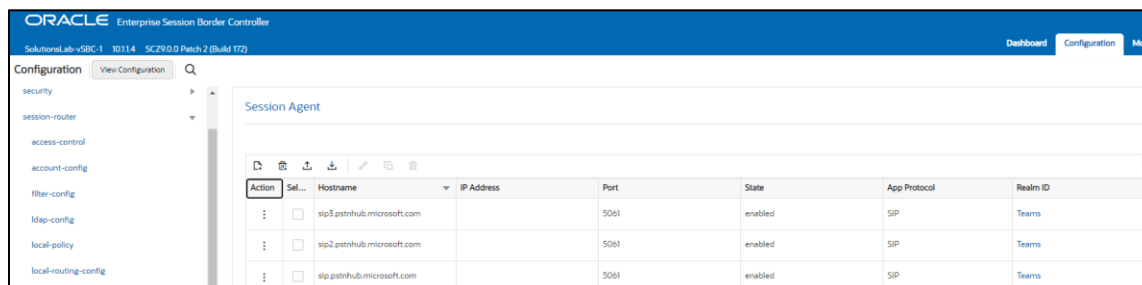 ORACLE Enterprise Session Border Controller
SolutionsLab-vSBC-1 10.1.1.4 SCZ9.0.0 Patch 2 (Build 172)
Dashboard Configuration
Configuration View Configuration
security
session-router
access-control
account-config
filter-config
ldap-config
local-policy
local-routing-config
Session Agent
Action Sel... Hostname IP Address Port State App Protocol Realm ID
sip3.pstnhub.microsoft.com 5061 enabled SIP Teams
sip2.pstnhub.microsoft.com 5061 enabled SIP Teams
sip.pstnhub.microsoft.com 5061 enabled SIP Teams